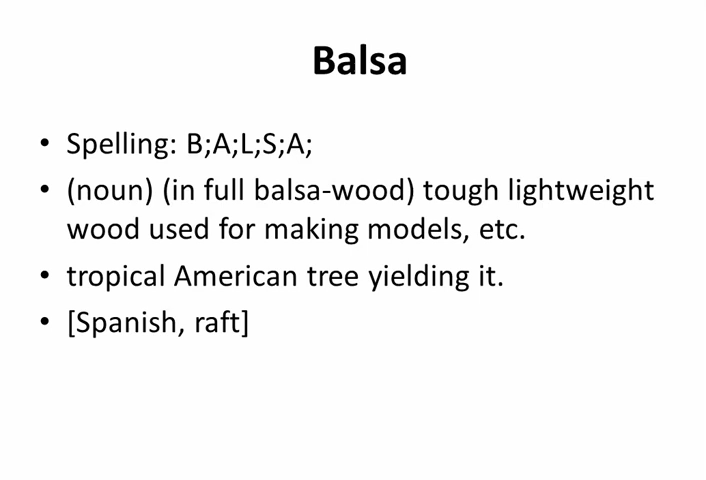 Balsa
• Spelling: B;A;L;S;A;
• (noun) (in full balsa-wood) tough lightweight
wood used for making models, etc.
• tropical American tree yielding it.
• [Spanish, raft]